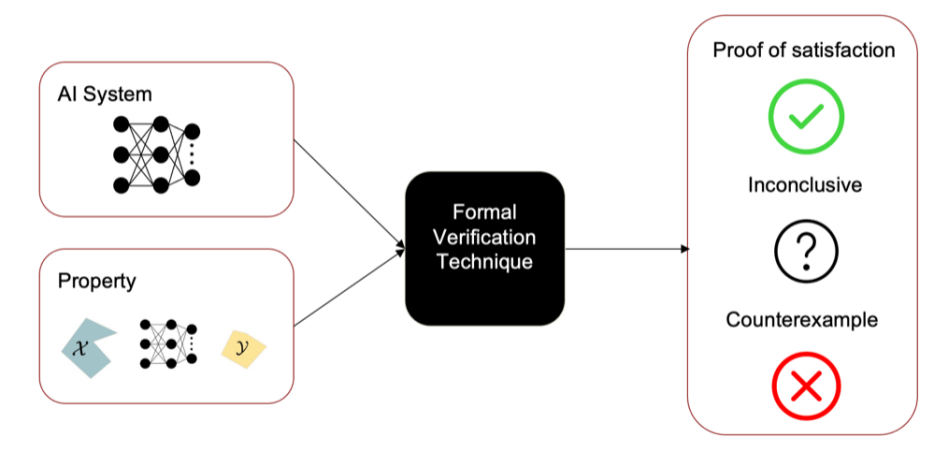 AI System
Property
𝒳
𝒴
Formal
Verification
Technique
Proof of satisfaction
Inconclusive
?
Counterexample